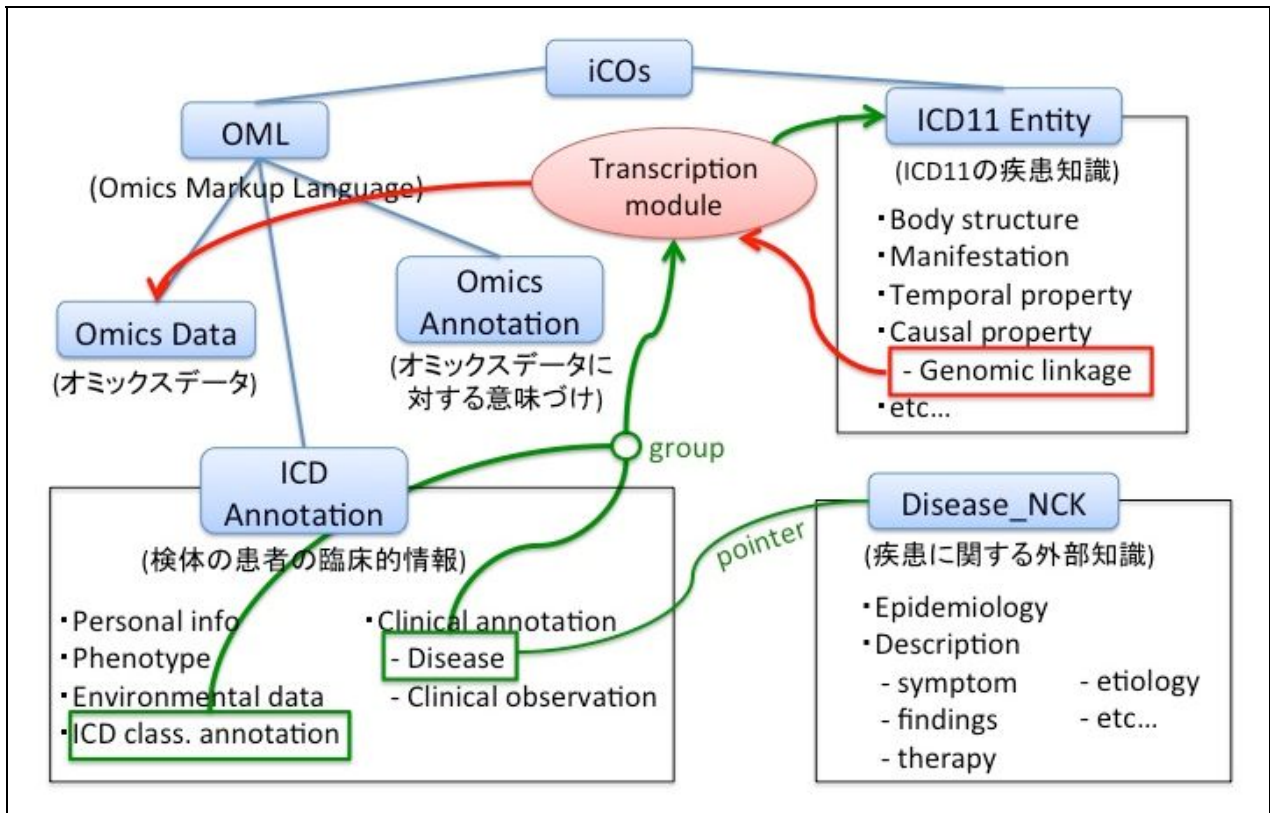 iCOs
OML
(Omics Markup Language)
Transcription
module
ICD11 Entity
(ICD11の疾患知識)
・Body structure
・Manifestation
・Temporal property
・Causal property
- Genomic linkage
・etc...
Omics Data
(オミックスデータ)
Omics
Annotation
(オミックスデータに
対する意味づけ)
group
ICD
Annotation
(検体の患者の臨床的情報)
・Personal info
・Phenotype
・Environmental data
・ICD class. annotation
・Clinical annotation
- Disease
- Clinical observation
pointer
Disease_NCK
(疾患に関する外部知識)
・Epidemiology
・Description
- symptom
- findings
- therapy
- etiology
- etc...